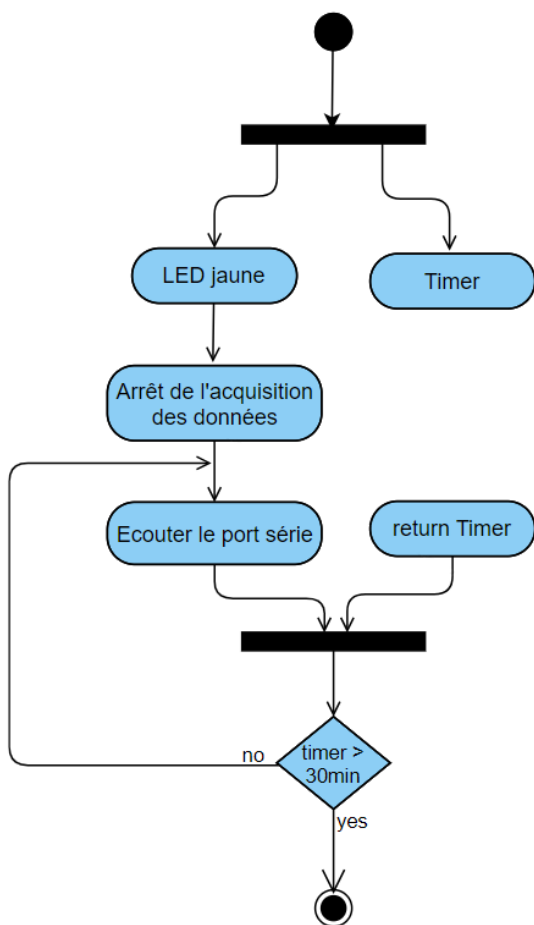 LED jaune
Timer
Arrêt de l'acquisition
des données
Ecouter le port série
return Timer
timer >
30min
no
yes